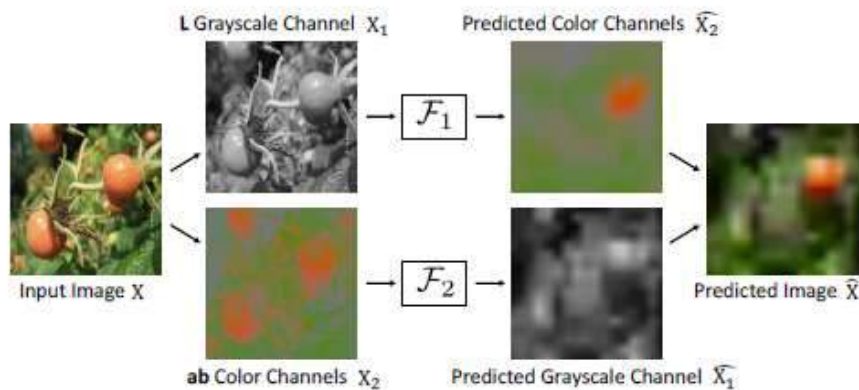 L Grayscale Channel X₁
Predicted Color Channels X̂₂
ℱ₁
Input Image X
ℱ₂
Predicted Image X̂
ab Color Channels X₂
Predicted Grayscale Channel X̂₁